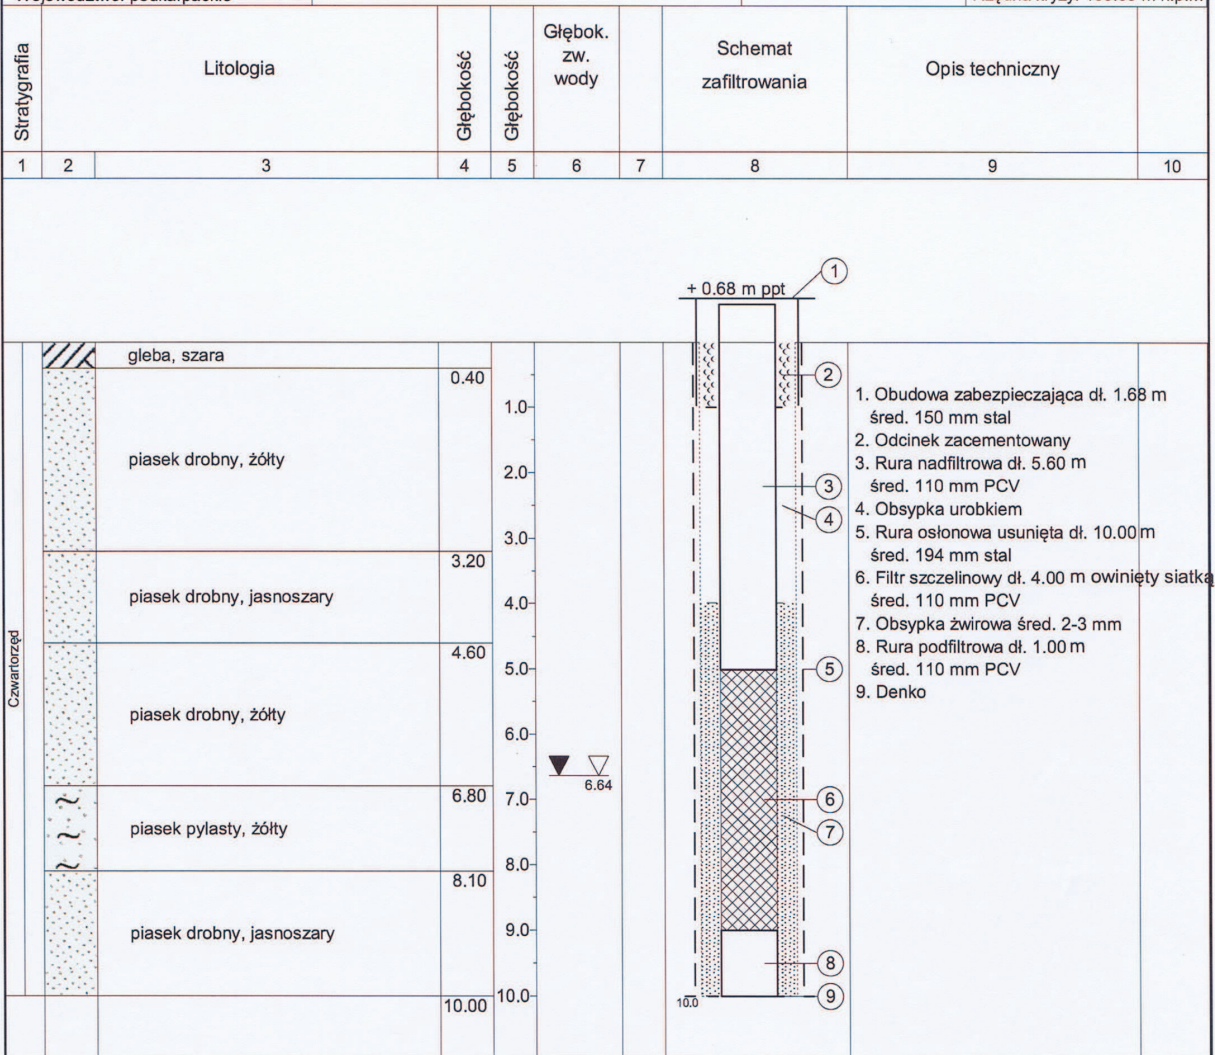 Województwo: podkarpackie
Stratygrafia
Litologia
Głębokość
Głębokość
Głębok.
zw.
wody
Schemat
zafiltrowania
Opis techniczny
1 2 3 4 5 6 7 8 9 10
+ 0.68 m ppt
1
gleba, szara
0.40
1.0
2
1. Obudowa zabezpieczająca dł. 1.68 m
śred. 150 mm stal
2. Odcinek zacementowany
3. Rura nadfiltrowa dł. 5.60 m
śred. 110 mm PCV
4. Obsypka urobkiem
5. Rura osłonowa usunięta dł. 10.00 m
śred. 194 mm stal
6. Filtr szczelinowy dł. 4.00 m owinięty siatką
śred. 110 mm PCV
7. Obsypka żwirowa śred. 2-3 mm
8. Rura podfiltrowa dł. 1.00 m
śred. 110 mm PCV
9. Denko
piasek drobny, żółty
2.0
3
4
3.0
3.20
piasek drobny, jasnoszary
4.0
4.60
5.0
5
Czwartorzęd
piasek drobny, żółty
6.0
6.64
6.80
7.0
6
piasek pylasty, żółty
7
8.0
8.10
piasek drobny, jasnoszary
9.0
8
10.00
10.0
10.0
9